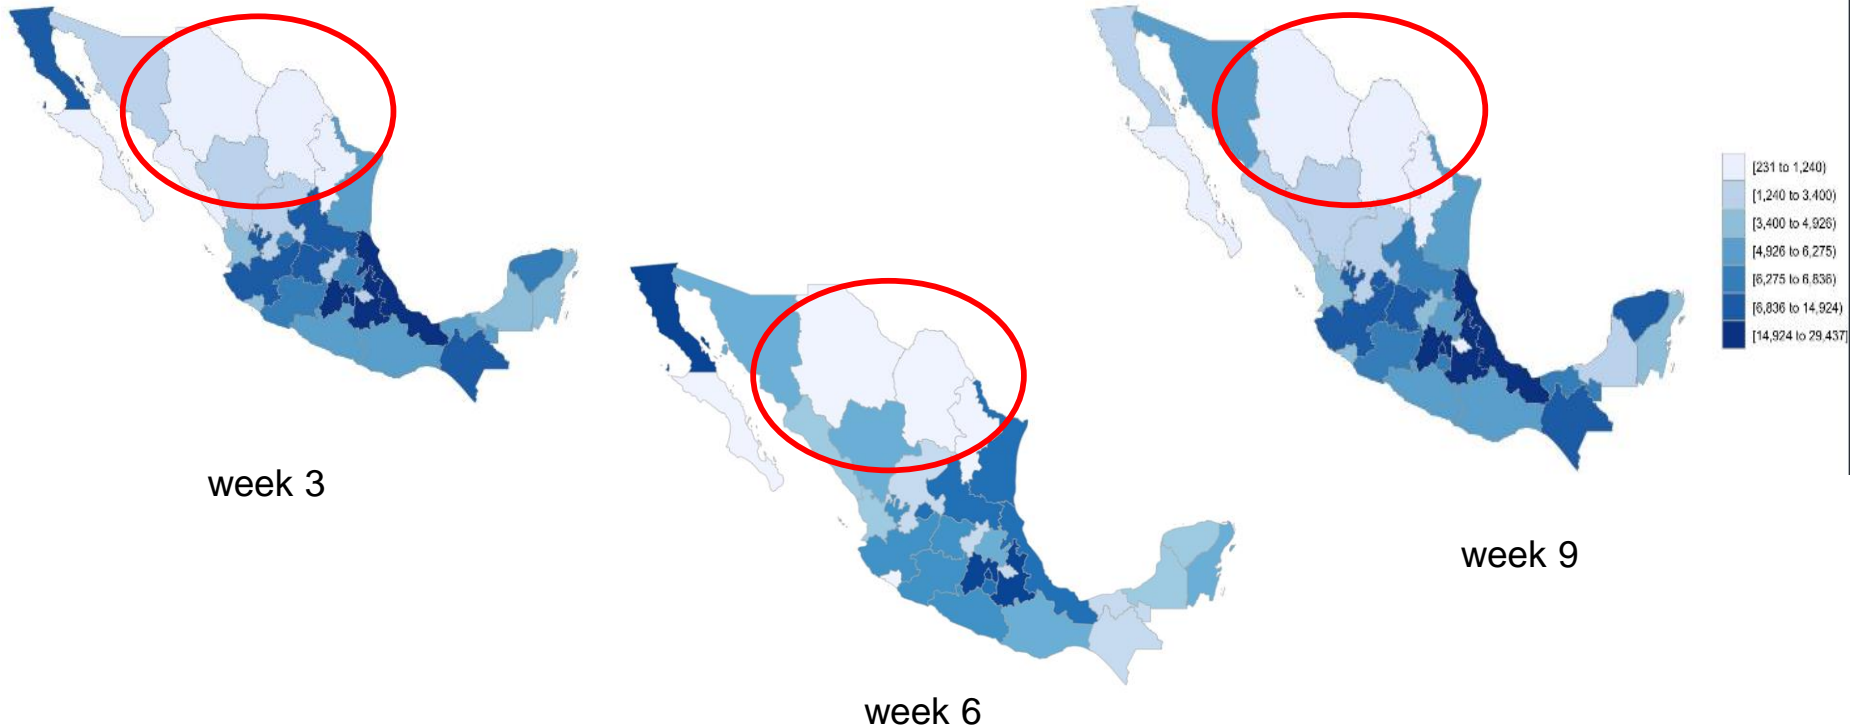 [231 to 1,240)
[1,240 to 3,400)
[3,400 to 4,926)
[4,926 to 6,275)
[6,275 to 6,836)
[6,836 to 14,924)
[14,924 to 29,437]
week 3
week 9
week 6